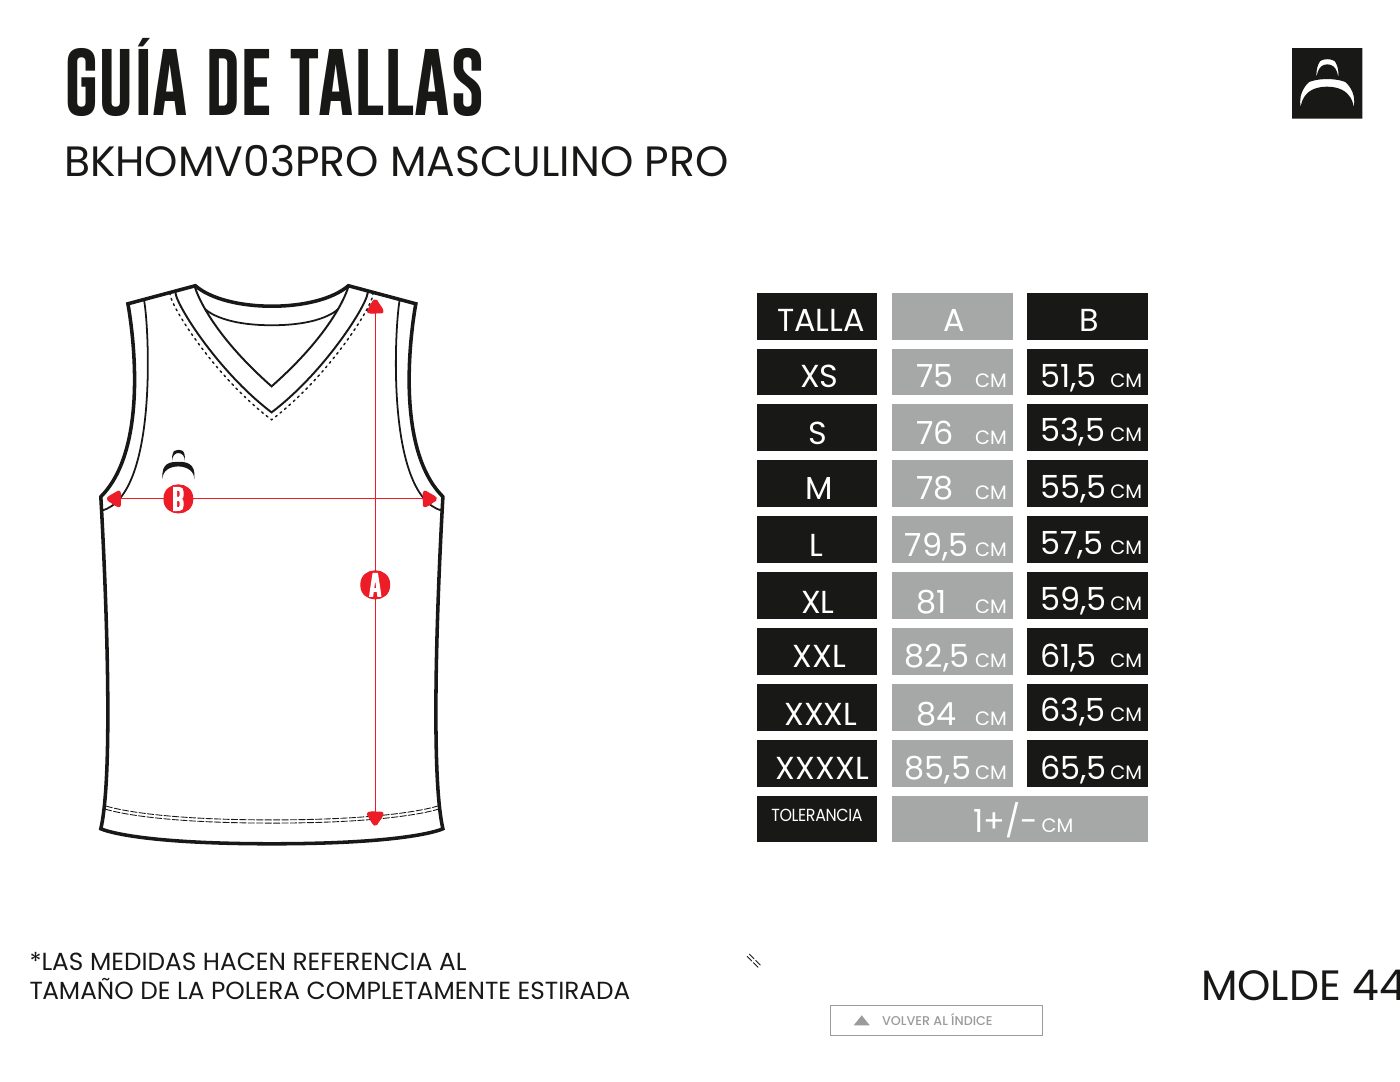 GUÍA DE TALLAS
BKHOMV03PRO MASCULINO PRO
TALLA A B
XS 75 CM 51,5 CM
S 76 CM 53,5 CM
M 78 CM 55,5 CM
L 79,5 CM 57,5 CM
XL 81 CM 59,5 CM
XXL 82,5 CM 61,5 CM
XXXL 84 CM 63,5 CM
XXXXL 85,5 CM 65,5 CM
TOLERANCIA 1+/- CM
B
A
*LAS MEDIDAS HACEN REFERENCIA AL
TAMAÑO DE LA POLERA COMPLETAMENTE ESTIRADA
MOLDE 44
VOLVER AL ÍNDICE